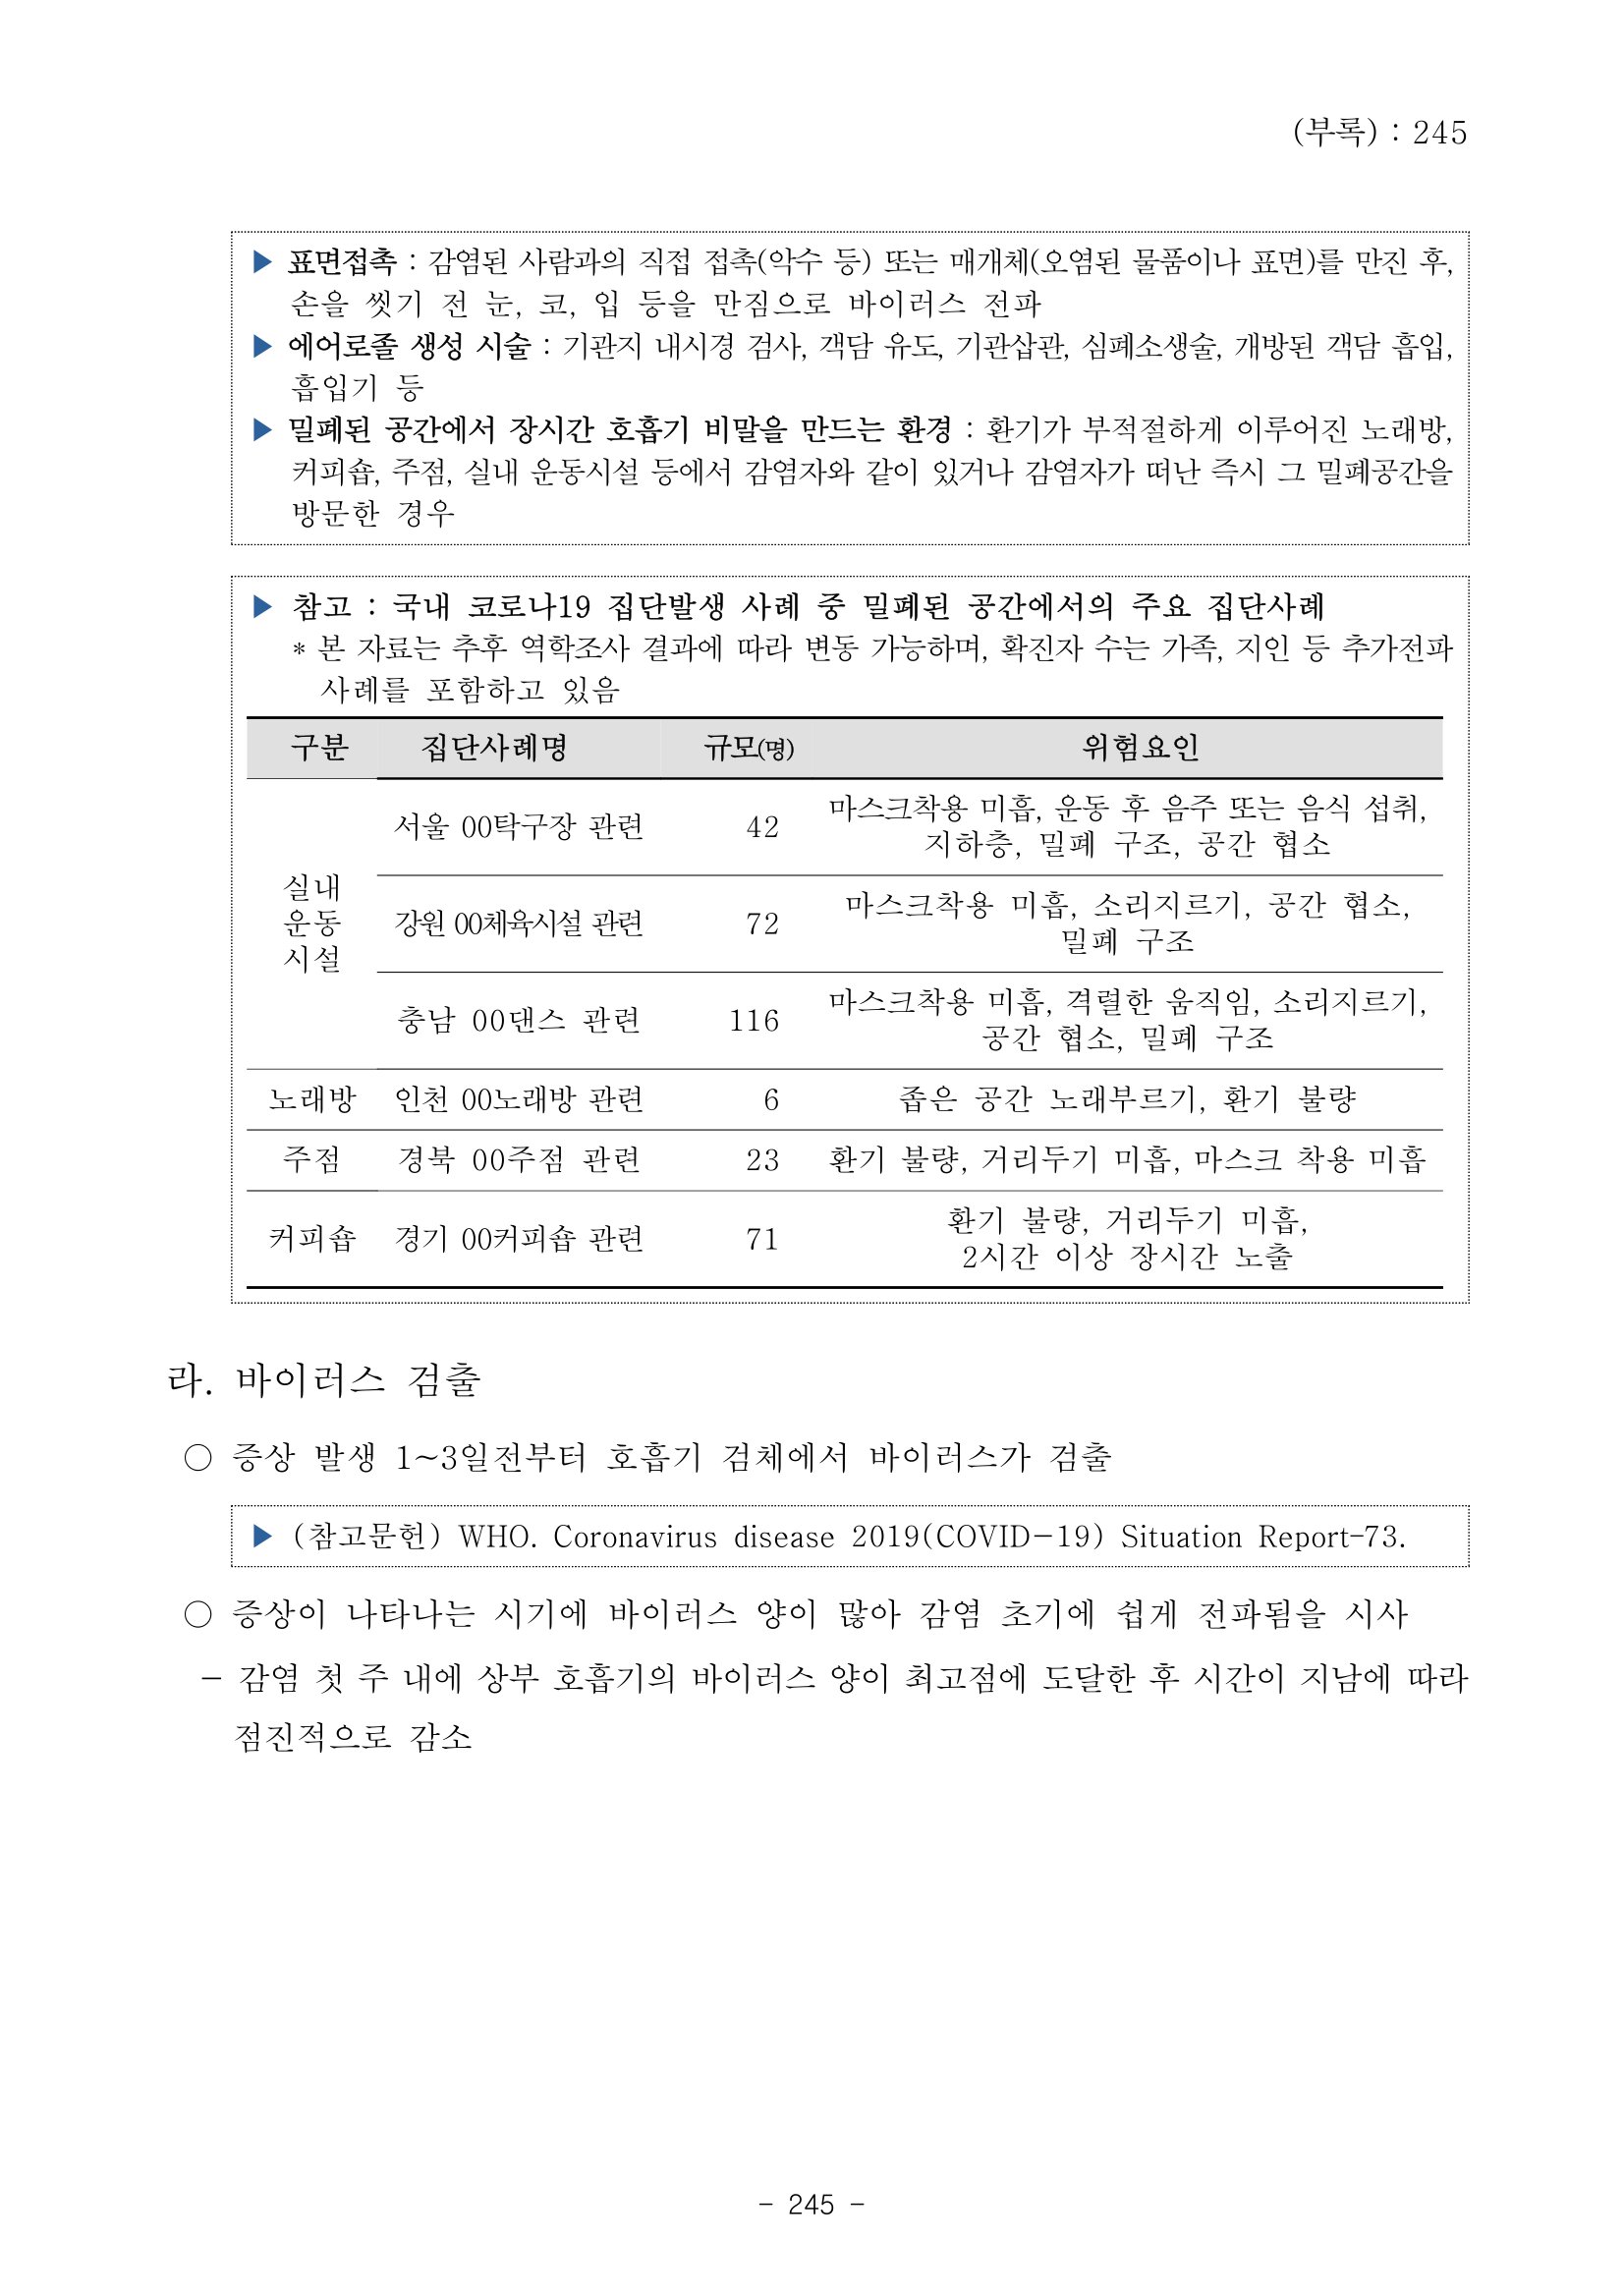 (부록) : 245
▶ 표면접촉 : 감염된 사람과의 직접 접촉(악수 등) 또는 매개체(오염된 물품이나 표면)를 만진 후,
손을 씻기 전 눈, 코, 입 등을 만짐으로 바이러스 전파
▶ 에어로졸 생성 시술 : 기관지 내시경 검사, 객담 유도, 기관삽관, 심폐소생술, 개방된 객담 흡입,
흡입기 등
▶ 밀폐된 공간에서 장시간 호흡기 비말을 만드는 환경 : 환기가 부적절하게 이루어진 노래방,
커피숍, 주점, 실내 운동시설 등에서 감염자와 같이 있거나 감염자가 떠난 즉시 그 밀폐공간을
방문한 경우
▶ 참고 : 국내 코로나19 집단발생 사례 중 밀폐된 공간에서의 주요 집단사례
* 본 자료는 추후 역학조사 결과에 따라 변동 가능하며, 확진자 수는 가족, 지인 등 추가전파
사례를 포함하고 있음
구분 집단사례명 규모(명) 위험요인
실내
운동
시설
서울 00탁구장 관련 42 마스크착용 미흡, 운동 후 음주 또는 음식 섭취,
지하층, 밀폐 구조, 공간 협소
강원 00체육시설 관련 72 마스크착용 미흡, 소리지르기, 공간 협소,
밀폐 구조
충남 00댄스 관련 116 마스크착용 미흡, 격렬한 움직임, 소리지르기,
공간 협소, 밀폐 구조
노래방 인천 00노래방 관련 6 좁은 공간 노래부르기, 환기 불량
주점 경북 00주점 관련 23 환기 불량, 거리두기 미흡, 마스크 착용 미흡
커피숍 경기 00커피숍 관련 71 환기 불량, 거리두기 미흡,
2시간 이상 장시간 노출
라. 바이러스 검출
○ 증상 발생 1~3일전부터 호흡기 검체에서 바이러스가 검출
▶ (참고문헌) WHO. Coronavirus disease 2019(COVID-19) Situation Report-73.
○ 증상이 나타나는 시기에 바이러스 양이 많아 감염 초기에 쉽게 전파됨을 시사
- 감염 첫 주 내에 상부 호흡기의 바이러스 양이 최고점에 도달한 후 시간이 지남에 따라
점진적으로 감소
- 245 -